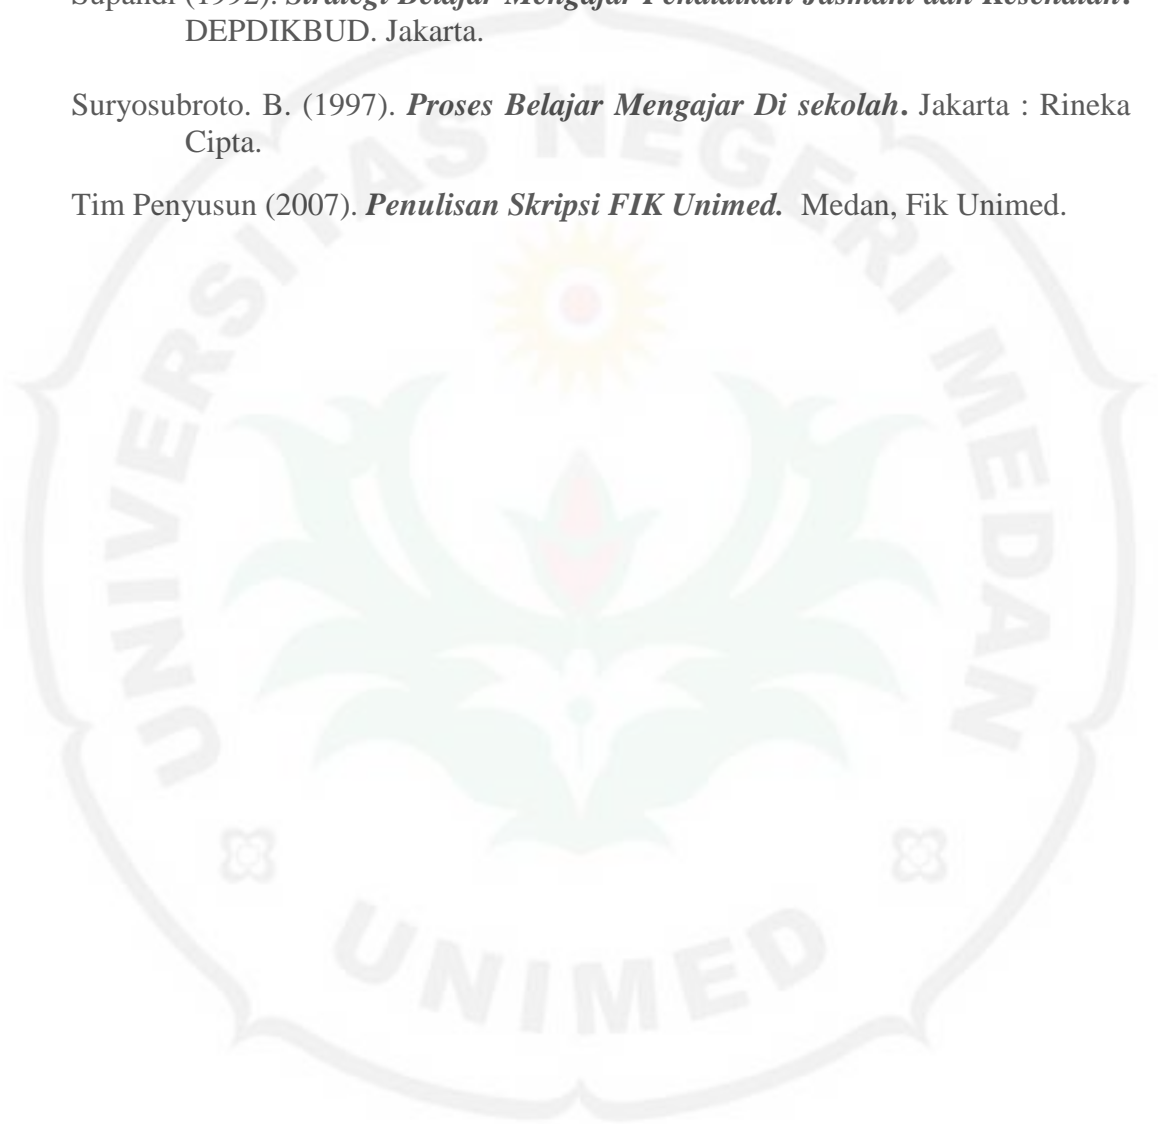 Supandi (1992). Strategi Belajar Mengajar Pendidikan Jasmani dan Kesehatan.
DEPDIKBUD. Jakarta.
Suryosubroto. B. (1997). Proses Belajar Mengajar Di sekolah. Jakarta : Rineka
Cipta.
Tim Penyusun (2007). Penulisan Skripsi FIK Unimed. Medan, Fik Unimed.
UNIVERSITAS NEGERI MEDAN
UNIMED